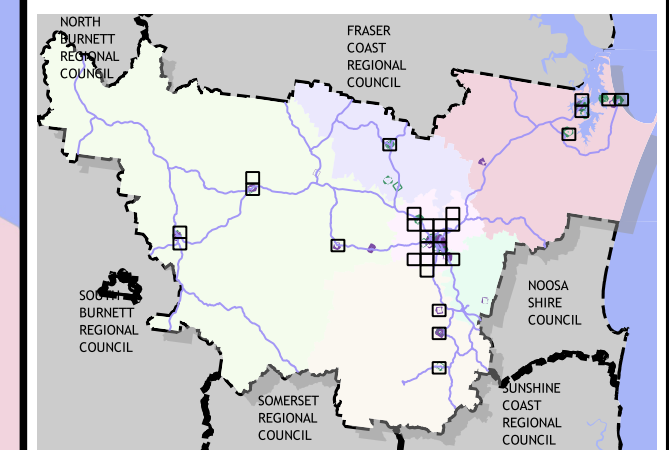 NORTH
BURNETT
REGIONAL
COUNCIL
FRASER
COAST
REGIONAL
COUNCIL
SOUTH
BURNETT
REGIONAL
COUNCIL
NOOSA
SHIRE
COUNCIL
SOMERSET
REGIONAL
COUNCIL
SUNSHINE
COAST
REGIONAL
COUNCIL